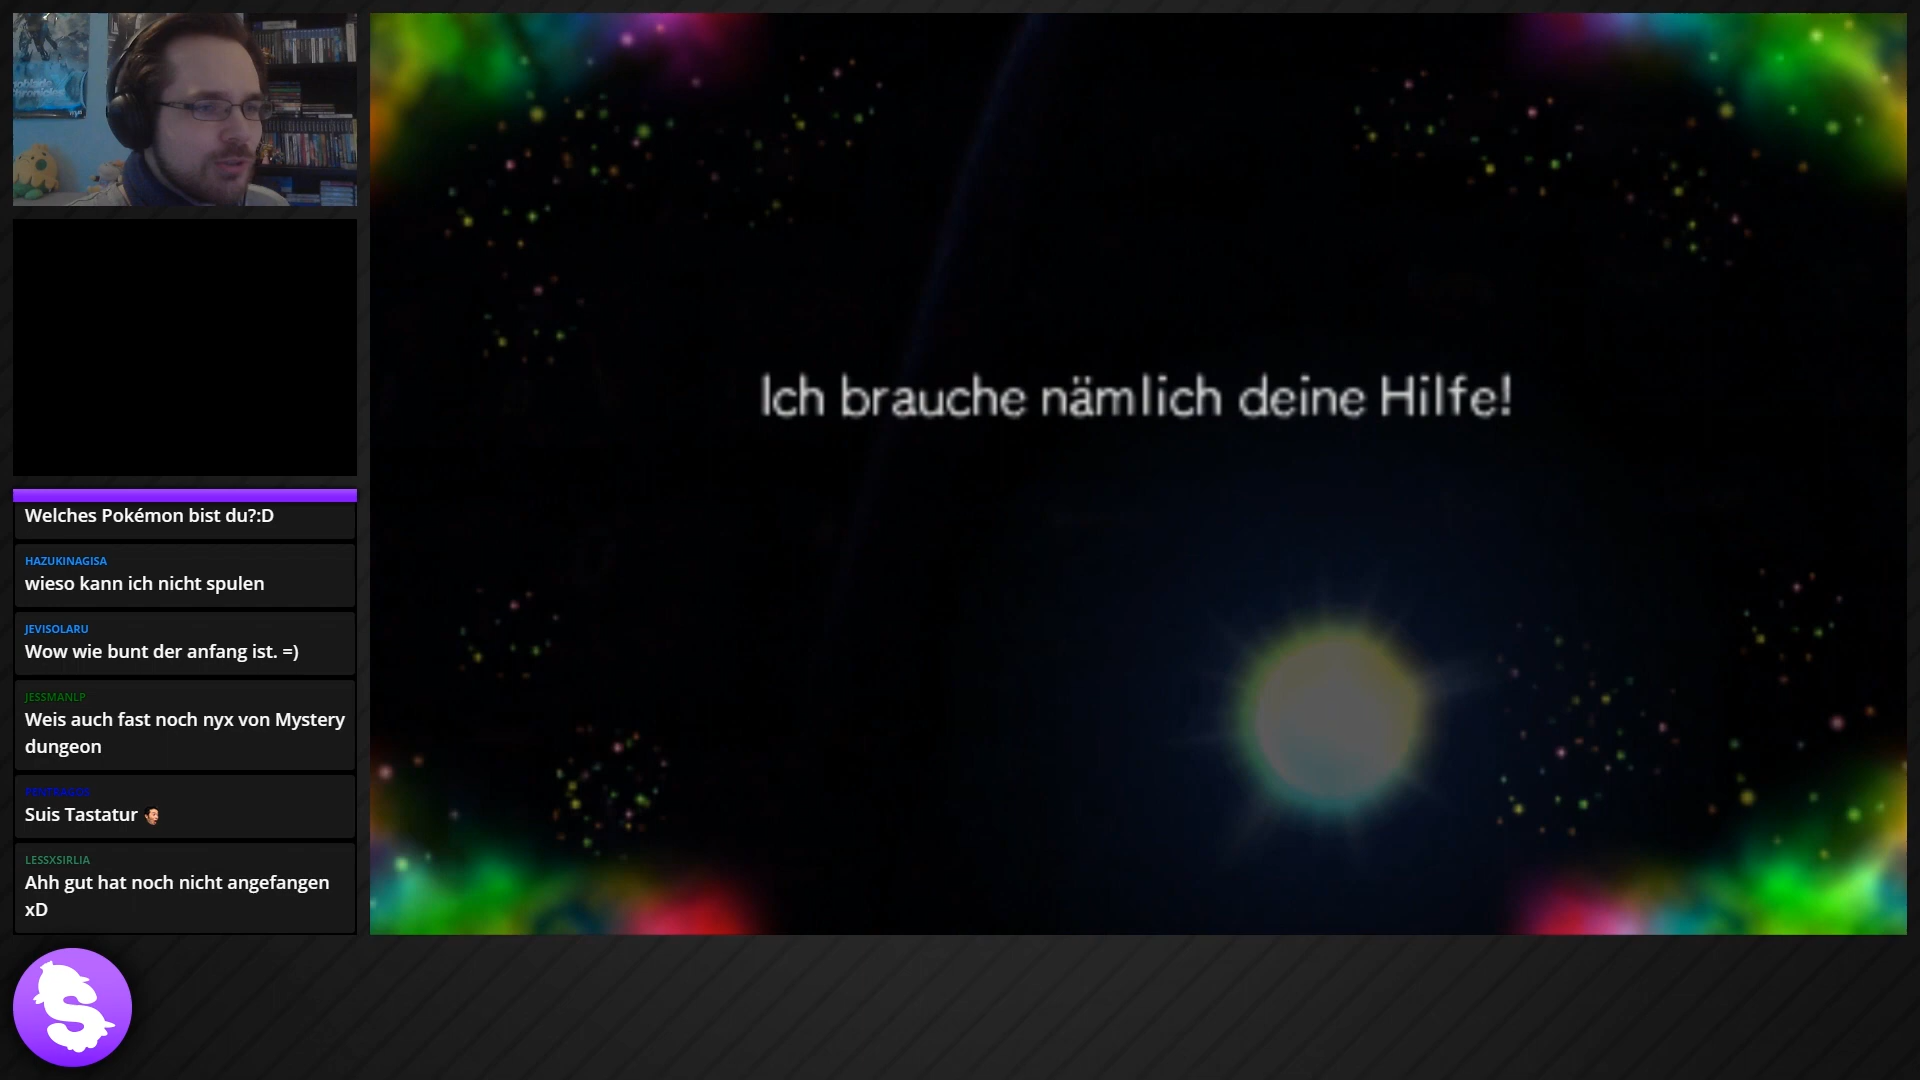 Ich brauche nämlich deine Hilfe!
Welches Pokémon bist du?:D
HAZUKINAGISA
wieso kann ich nicht spulen
JEVISOLARU
Wow wie bunt der anfang ist. =)
JESSMANLP
Weis auch fast noch nyx von Mystery
dungeon
Suis Tastatur
LESSXSIRLIA
Ahh gut hat noch nicht angefangen
xD
S